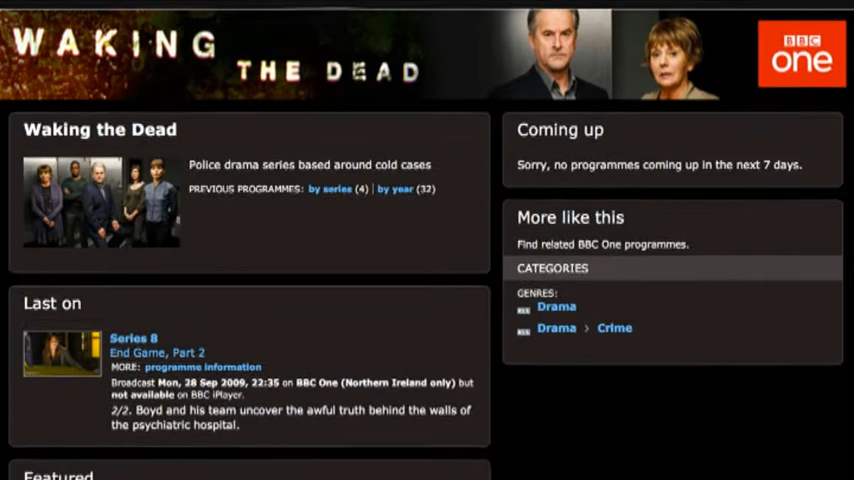 WAKING
THE DEAD
BBC
one
Waking the Dead
Police drama series based around cold cases
PREVIOUS PROGRAMMES: by series (4) | by year (32)
Coming up
Sorry, no programmes coming up in the next 7 days.
More like this
Find related BBC One programmes.
CATEGORIES
GENRES:
Drama
Drama › Crime
Last on
Series 8
End Game, Part 2
MORE: programme information
Broadcast Mon, 28 Sep 2009, 22:35 on BBC One (Northern Ireland only) but
not available on BBC iPlayer.
2/2. Boyd and his team uncover the awful truth behind the walls of
the psychiatric hospital.
Featured